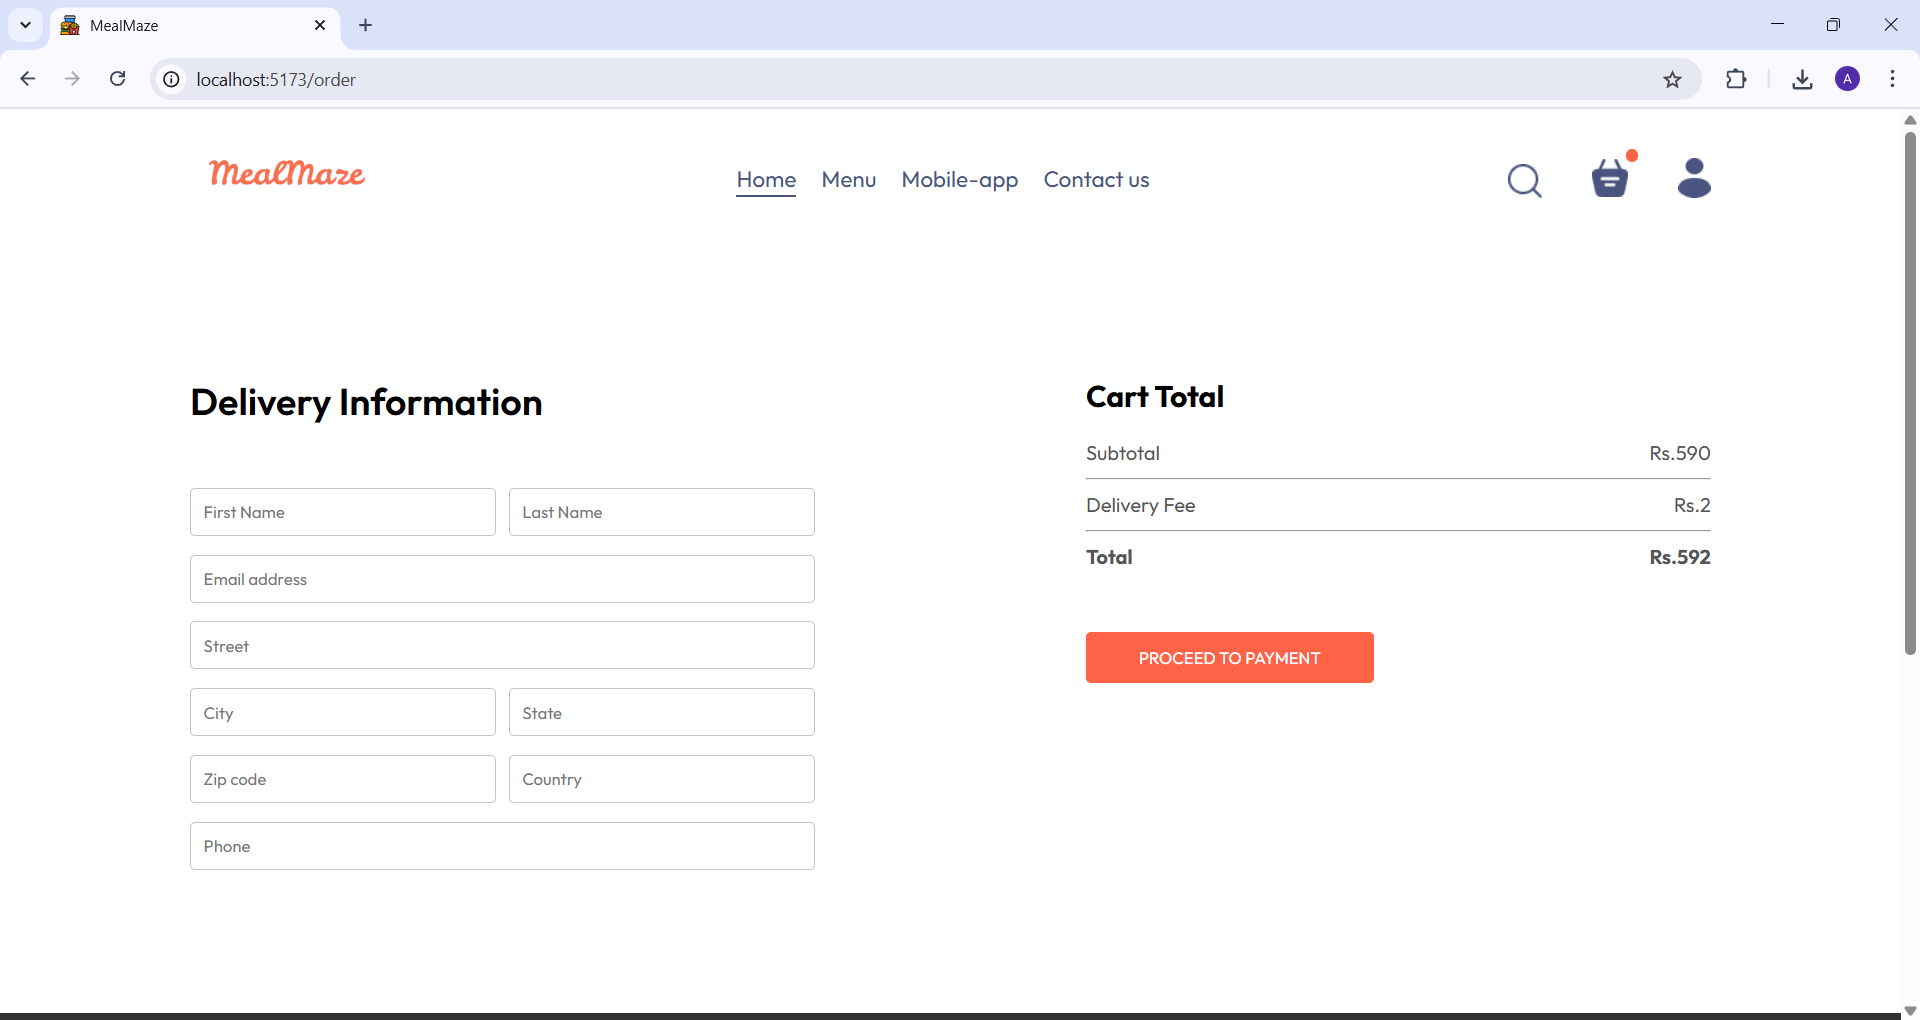 MealMaze
localhost:5173/order
A
MealMaze
Home Menu Mobile-app Contact us
Delivery Information
First Name Last Name
Email address
Street
City State
Zip code Country
Phone
Cart Total
Subtotal Rs.590
Delivery Fee Rs.2
Total Rs.592
PROCEED TO PAYMENT